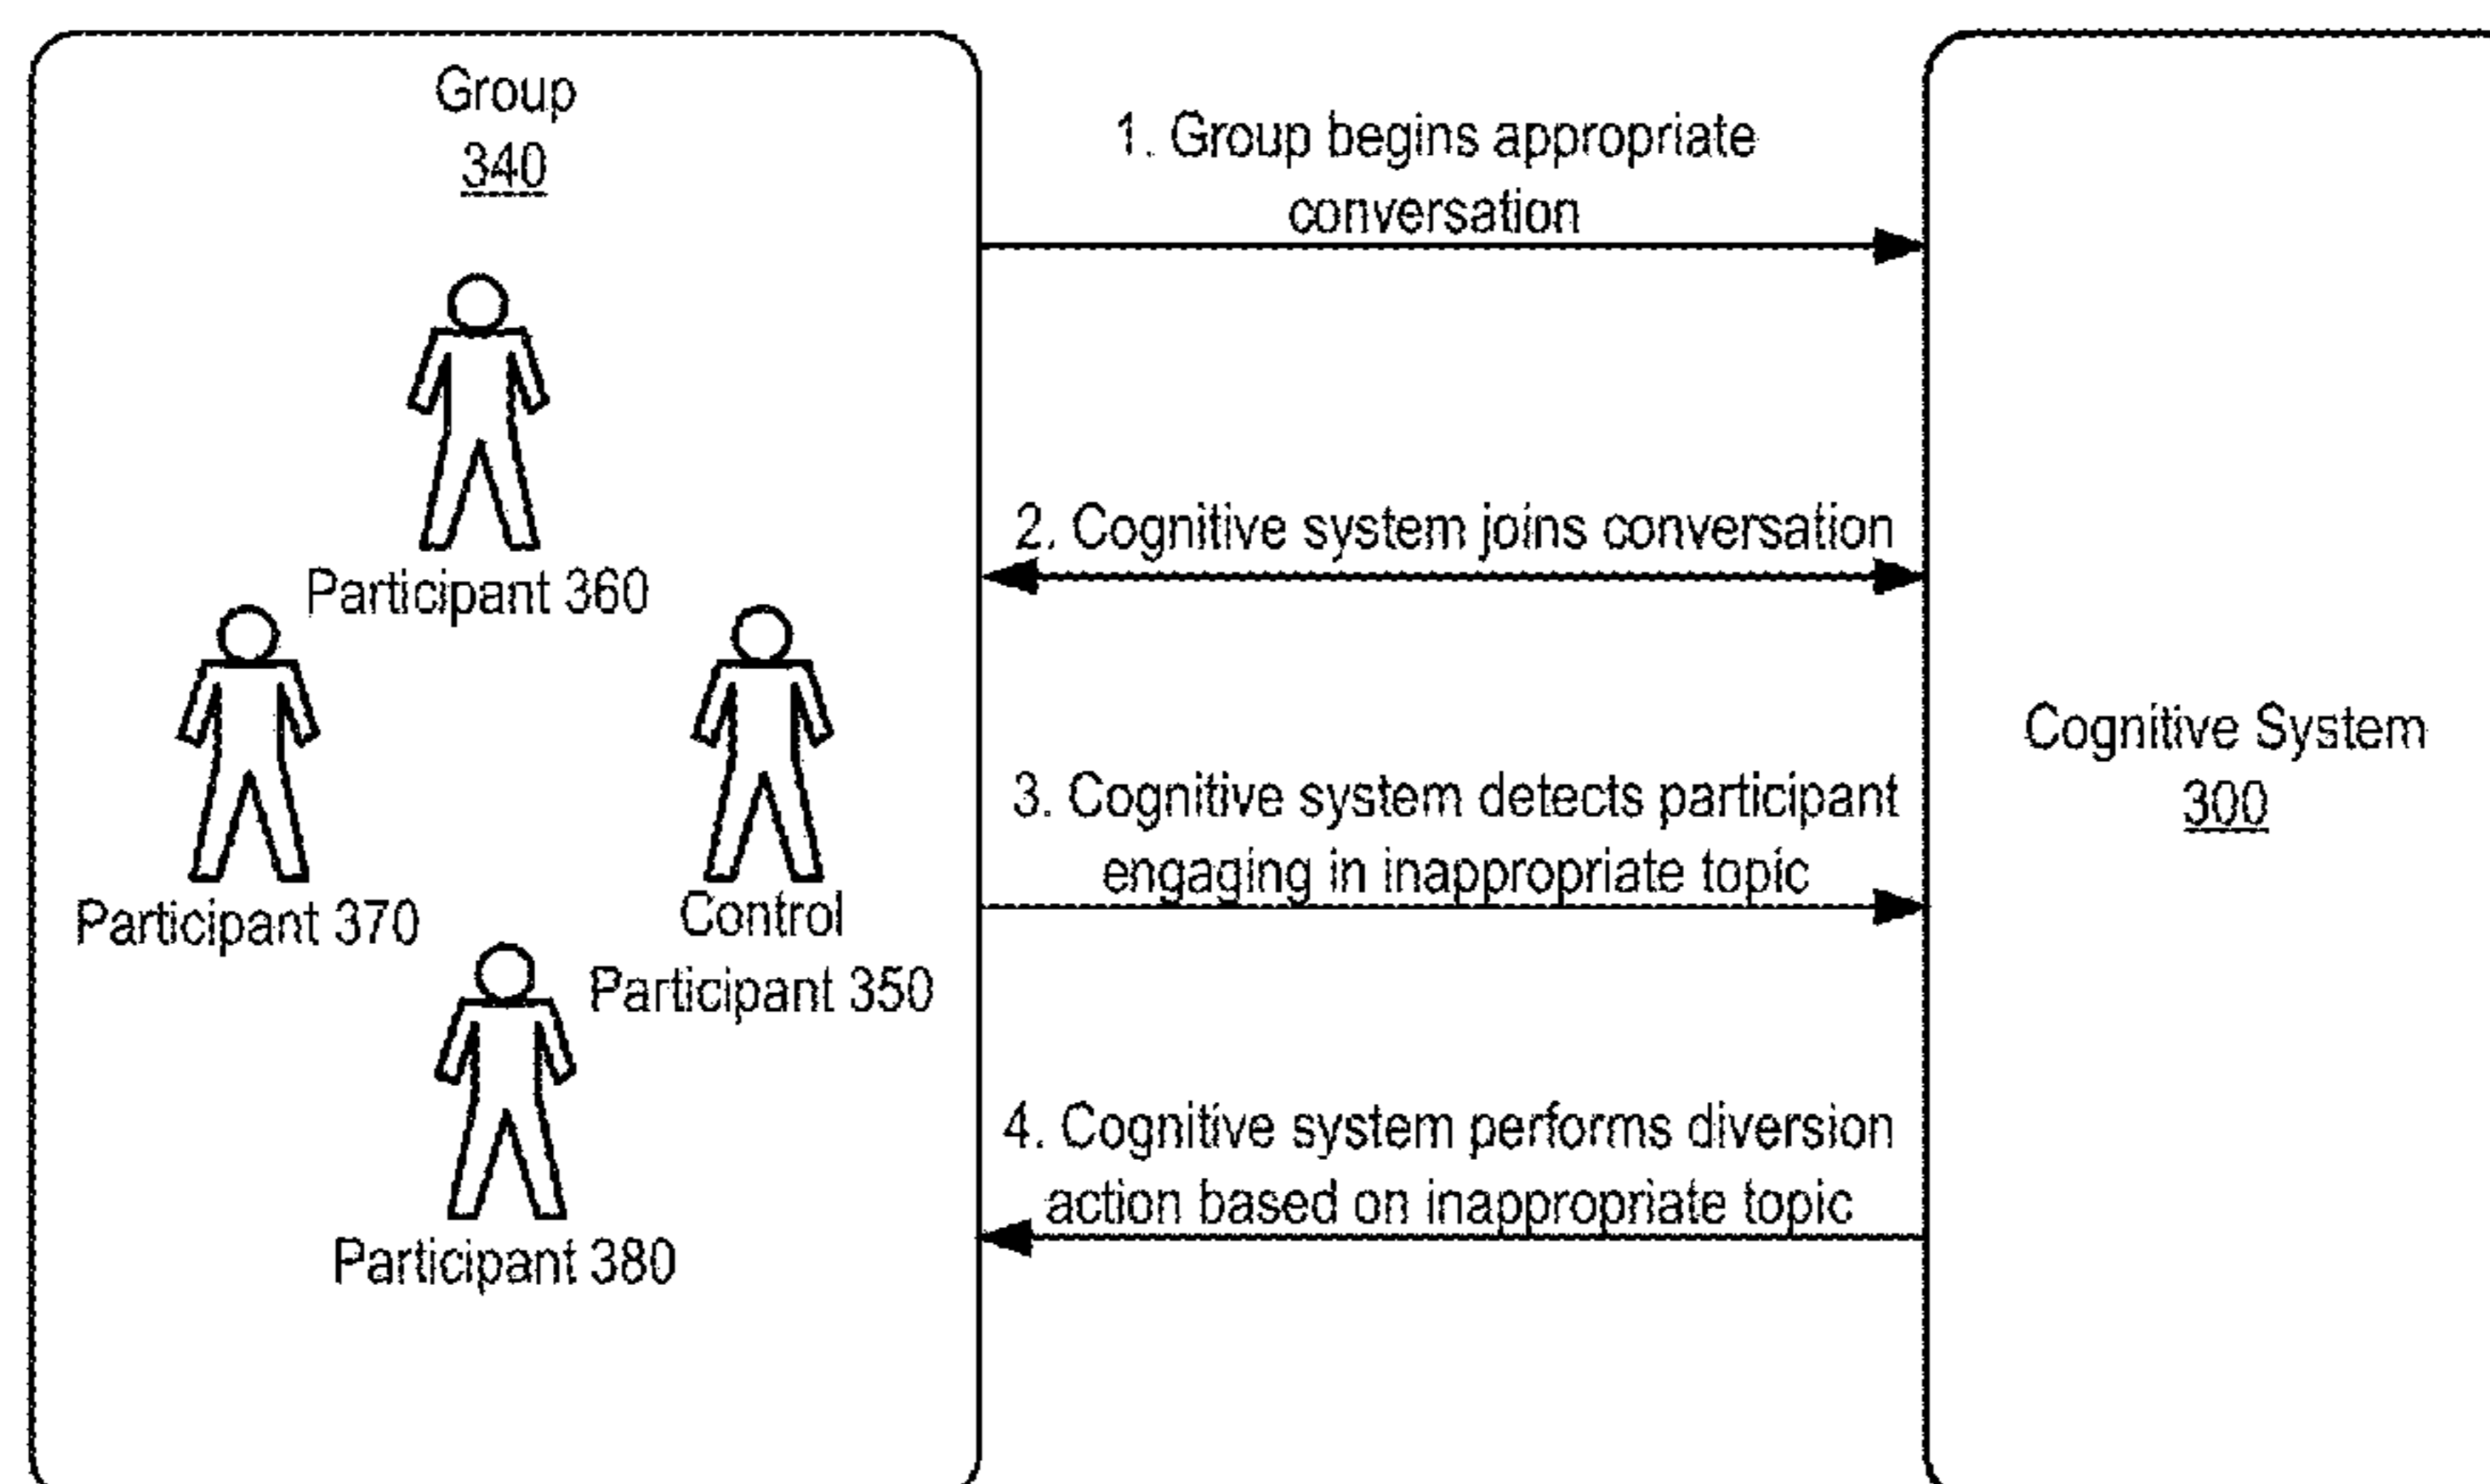 Group
340
Participant 360
Participant 370
Control
Participant 350
Participant 380
1. Group begins appropriate
conversation
2. Cognitive system joins conversation
3. Cognitive system detects participant
engaging in inappropriate topic
4. Cognitive system performs diversion
action based on inappropriate topic
Cognitive System
300